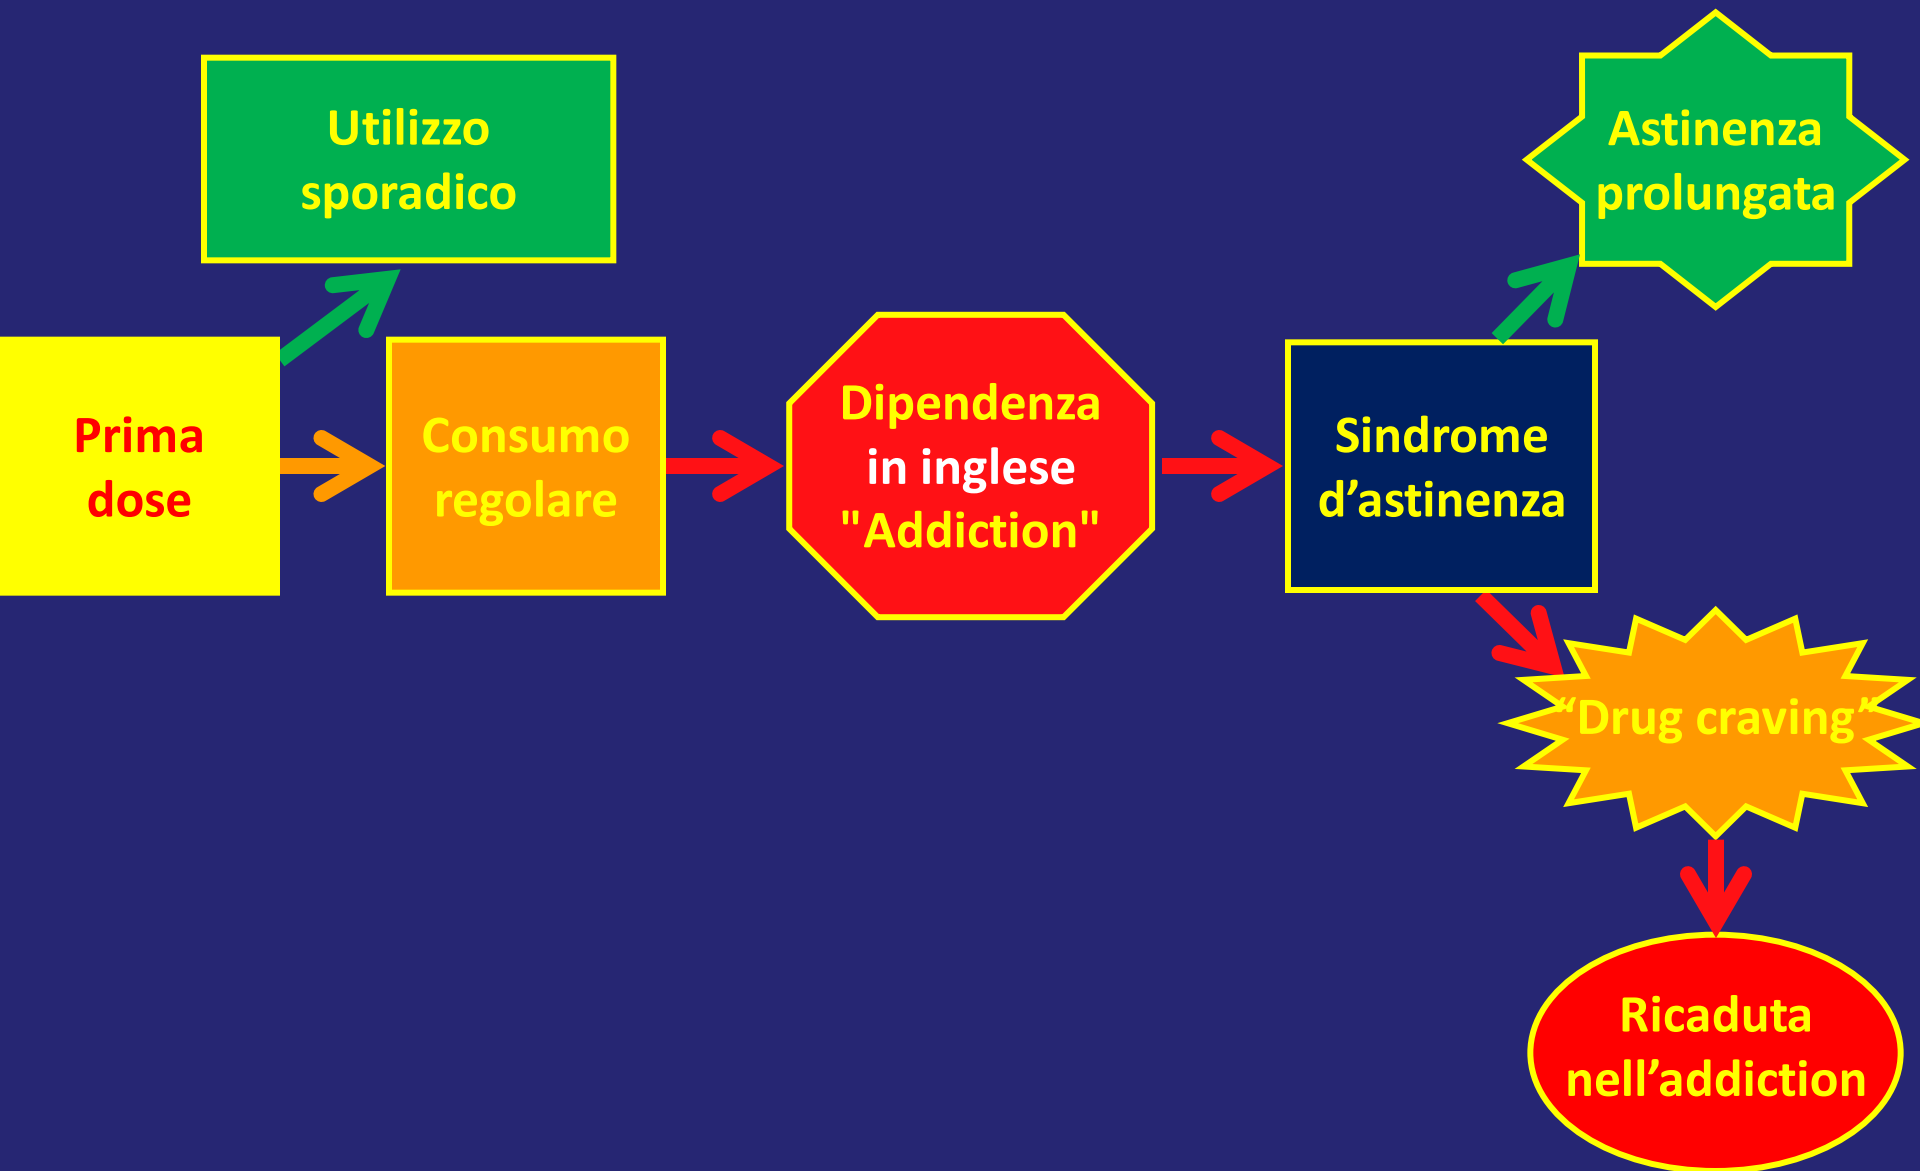 Utilizzo
sporadico
Astinenza
prolungata
Prima
dose
Consumo
regolare
Dipendenza
in inglese
"Addiction"
Sindrome
d’astinenza
“Drug craving”
Ricaduta
nell’addiction